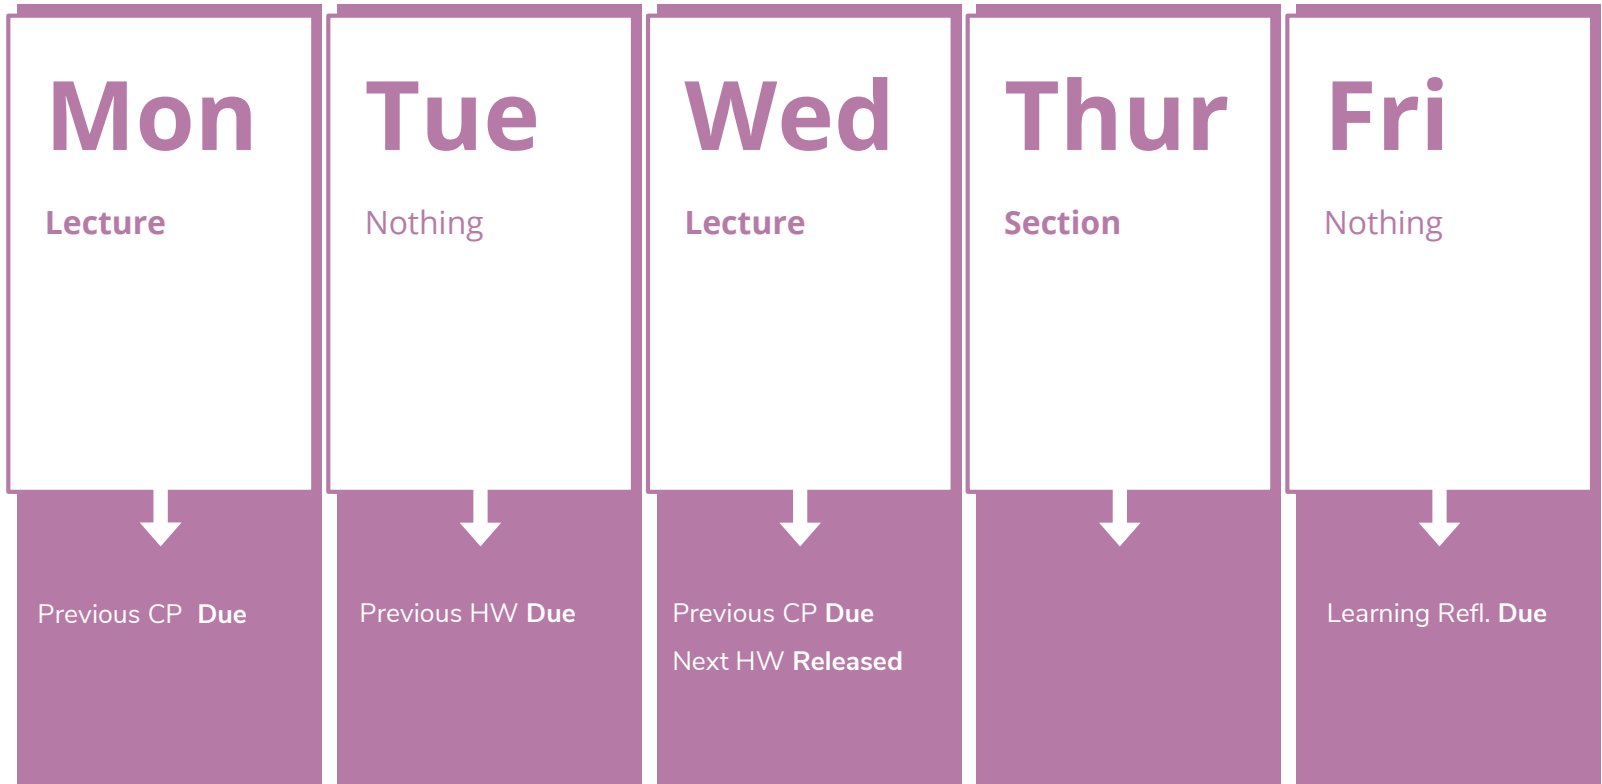 Mon
Lecture
Previous CP Due
Tue
Nothing
Previous HW Due
Wed
Lecture
Previous CP Due
Next HW Released
Thur
Section
Fri
Nothing
Learning Refl. Due